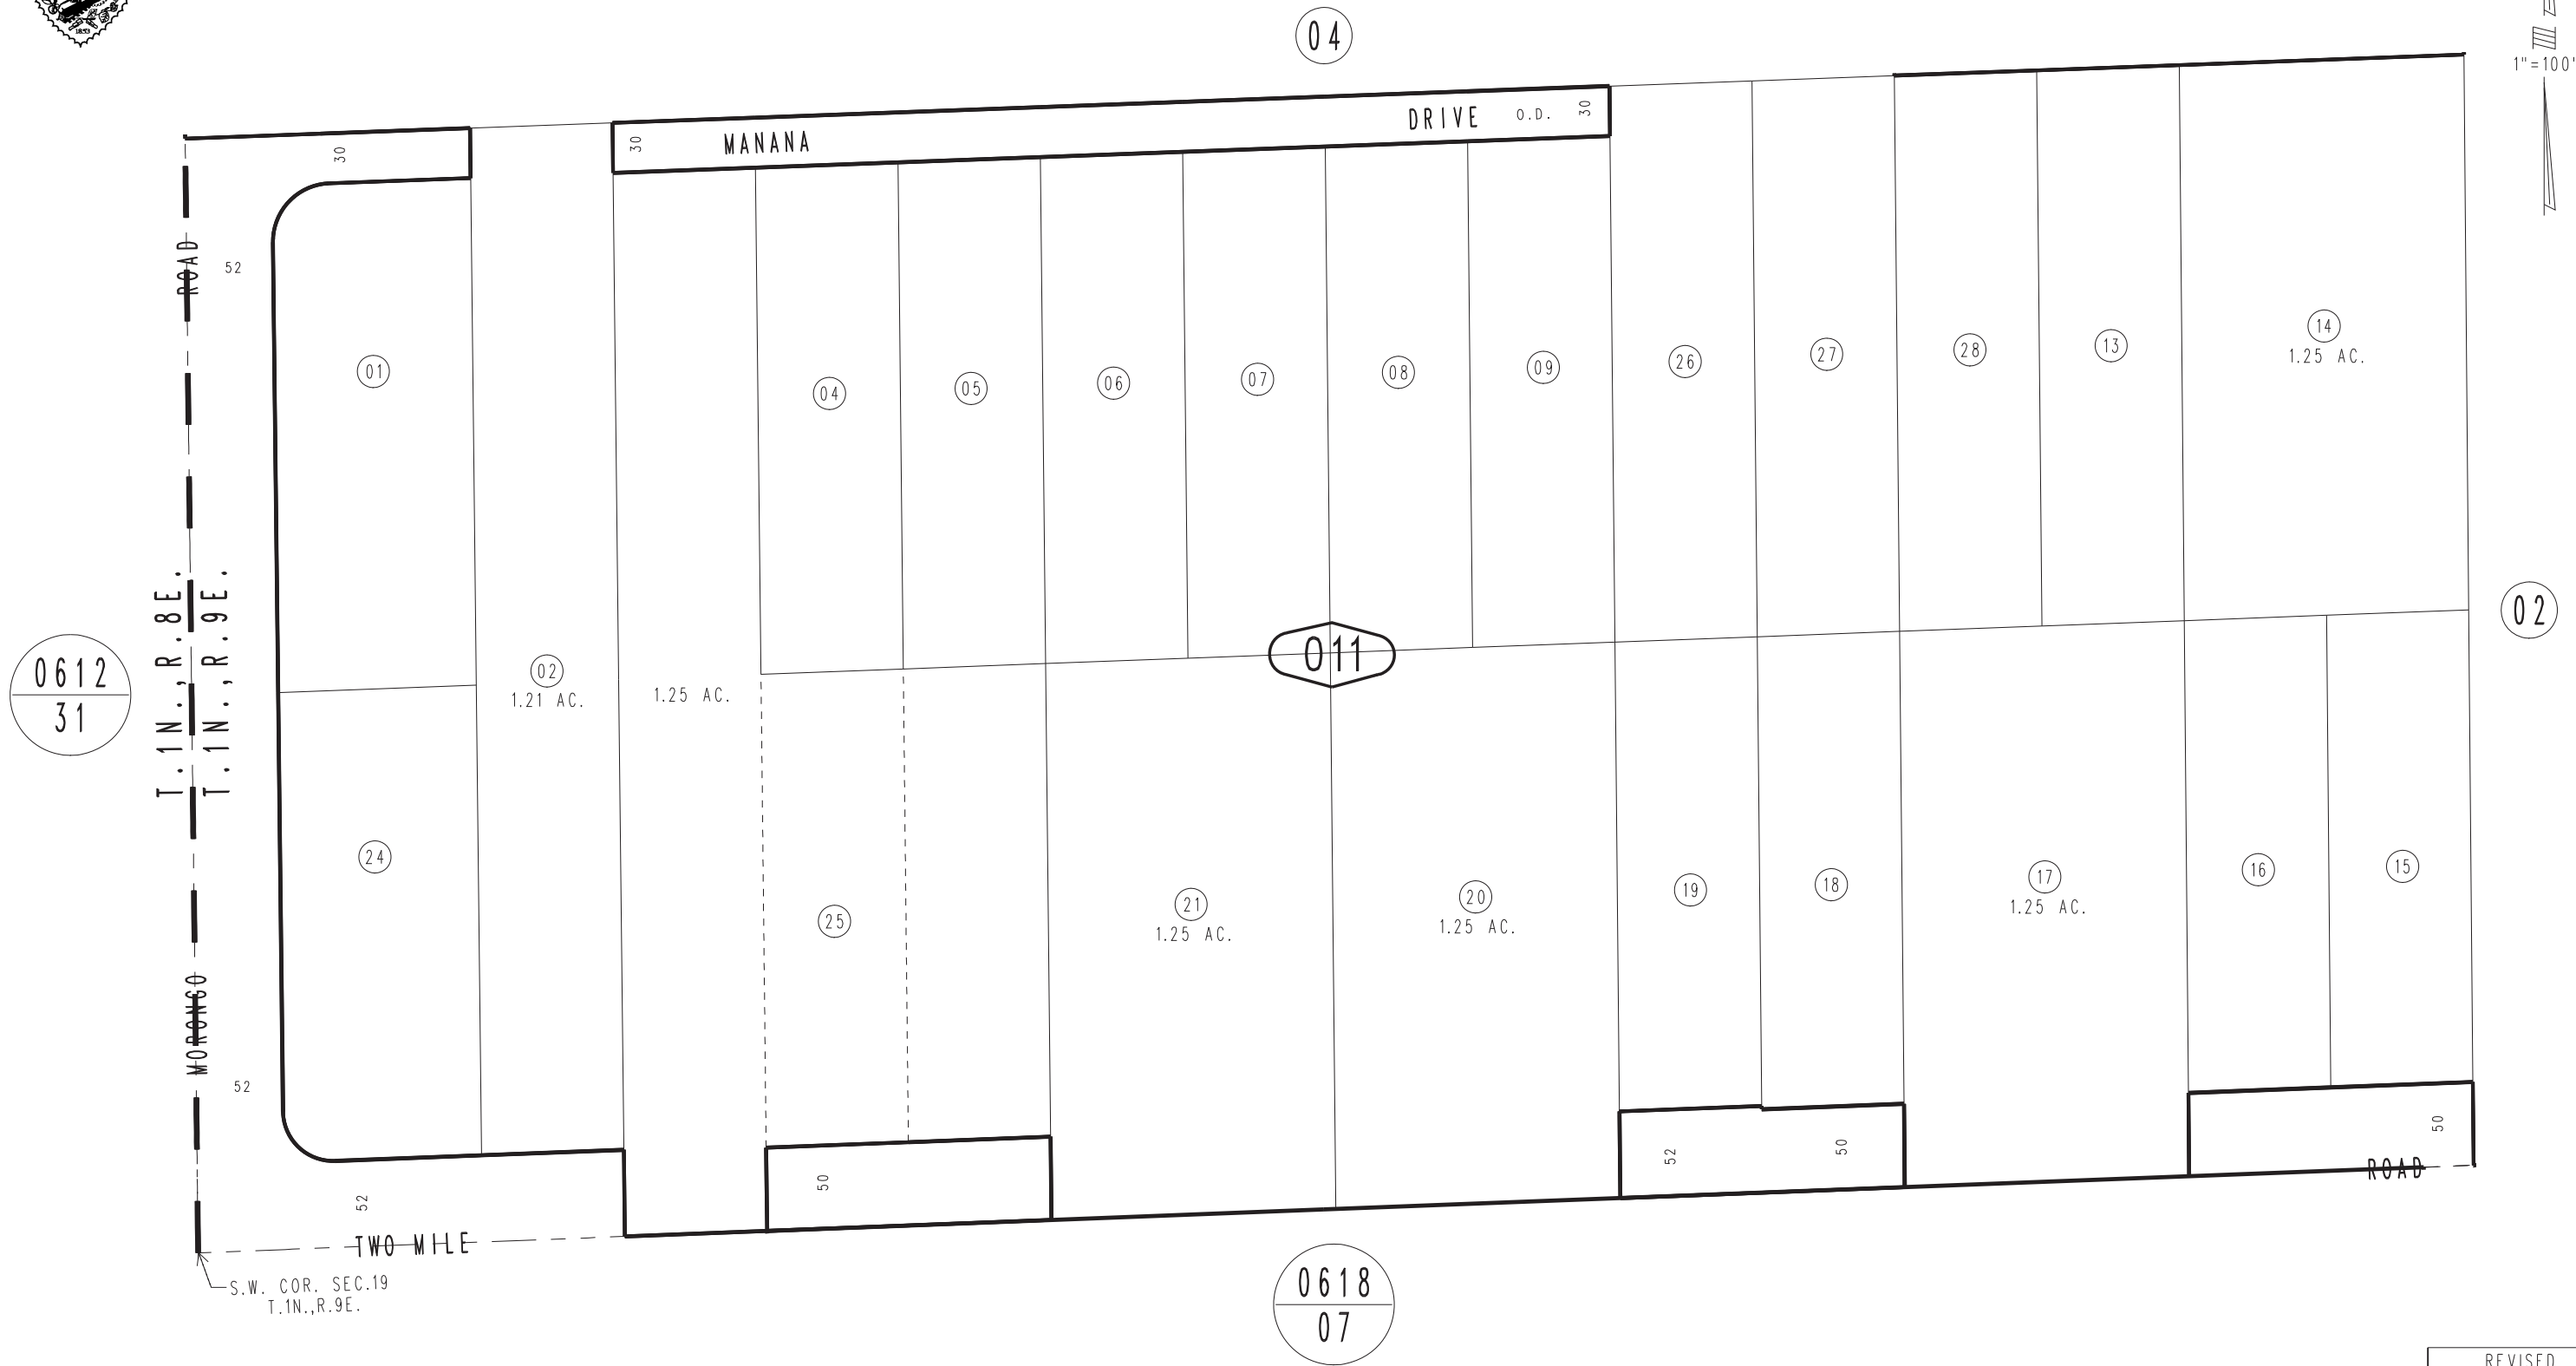 1853
04
1"=100'
MANANA DRIVE O.D.
30
30
30
ROAD
52
01
04
05
06
07
08
09
26
27
28
13
14
1.25 AC.
T.1N.,R.8E.
T.1N.,R.9E.
0612
31
02
1.21 AC.
1.25 AC.
011
02
24
25
21
1.25 AC.
20
1.25 AC.
19
18
17
1.25 AC.
16
15
MORONGO
52
52
50
52
50
50
TWO MILE ROAD
S.W. COR. SEC.19
T.1N.,R.9E.
0618
07
REVISED